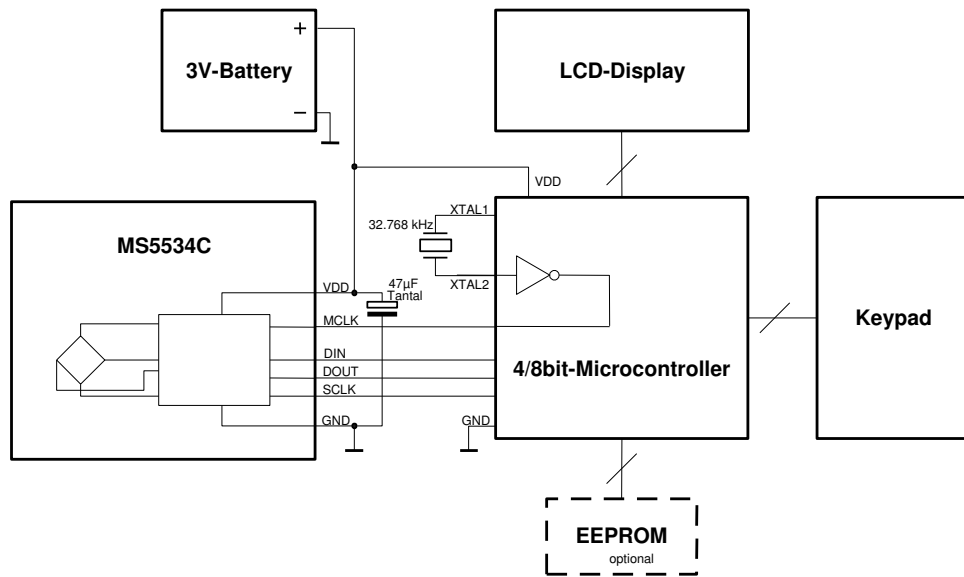 +
3V-Battery
−
LCD-Display
VDD
MS5534C
32.768 kHz
XTAL1
XTAL2
47µF
Tantal
VDD
MCLK
DIN
DOUT
SCLK
GND
GND
4/8bit-Microcontroller
Keypad
EEPROM
optional